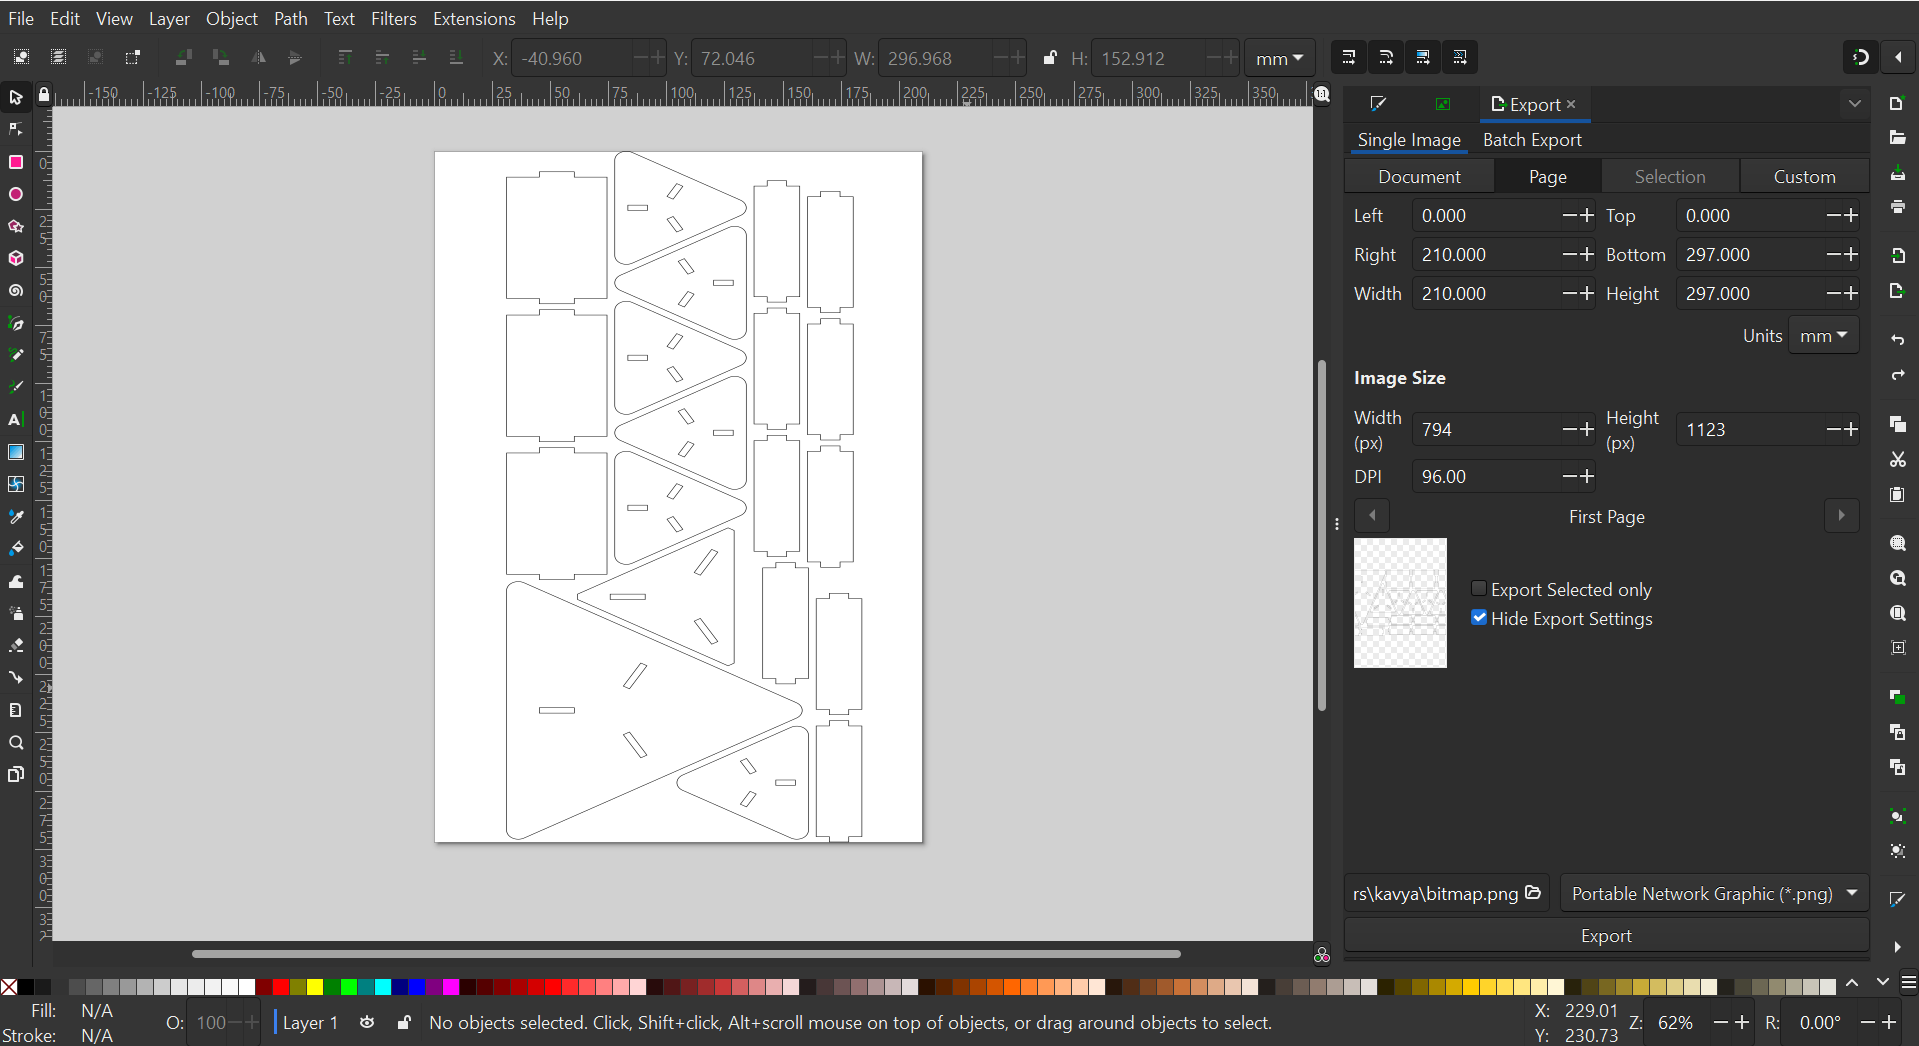 File Edit View Layer Object Path Text Filters Extensions Help
X: -40.960 Y: 72.046 W: 296.968 H: 152.912 mm
-150 -125 -100 -75 -50 -25 0 25 50 75 100 125 150 175 200 225 250 275 300 325 350
Export
Single Image Batch Export
Document Page Selection Custom
Left 0.000 Top 0.000
Right 210.000 Bottom 297.000
Width 210.000 Height 297.000
Units mm
Image Size
Width (px) 794 Height (px) 1123
DPI 96.00
First Page
Export Selected only
Hide Export Settings
rs\kavya\bitmap.png Portable Network Graphic (*.png)
Export
Fill: N/A
Stroke: N/A
O: 100
Layer 1 No objects selected. Click, Shift+click, Alt+scroll mouse on top of objects, or drag around objects to select.
X: 229.01
Y: 230.73
Z: 62% R: 0.00°